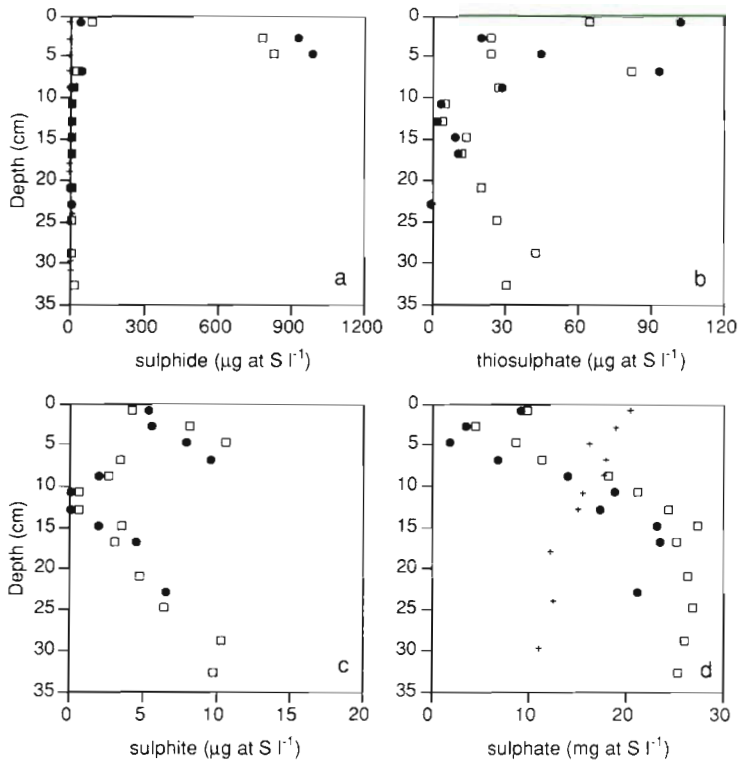 0
5
10
15
20
25
30
35
Depth (cm)
0 300 600 900 1200
sulphide (µg at S l⁻¹)
a
0
5
10
15
20
25
30
35
0 30 60 90 120
thiosulphate (µg at S l⁻¹)
b
0
5
10
15
20
25
30
35
Depth (cm)
0 5 10 15 20
sulphite (µg at S l⁻¹)
c
0
5
10
15
20
25
30
35
0 10 20 30
sulphate (mg at S l⁻¹)
d